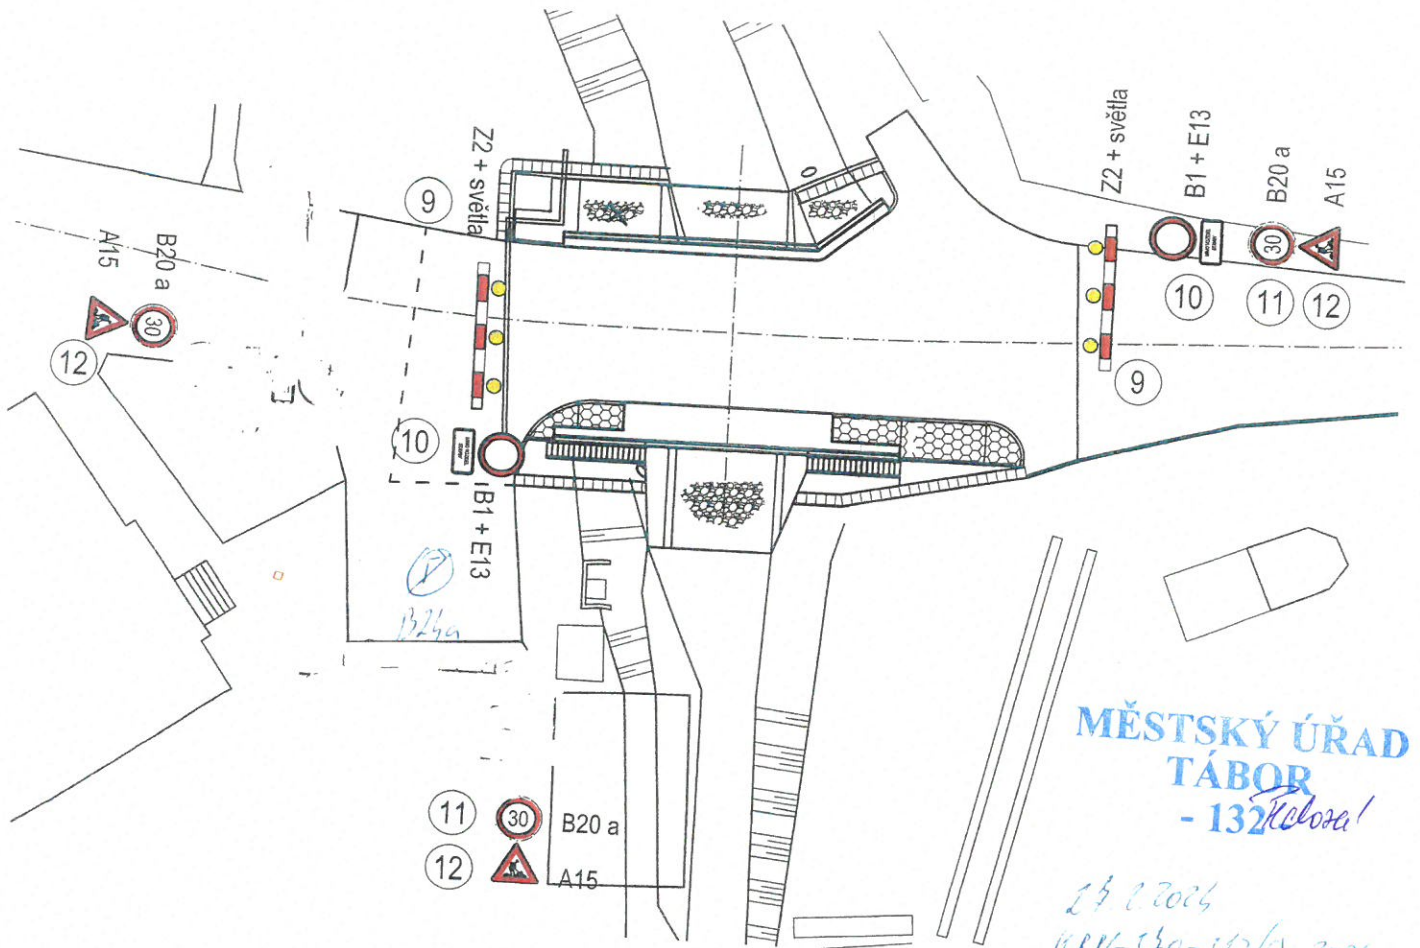 Z2 + světla
9
B20 a
A15
30
12
10
B1 + E13
B24a
Z2 + světla
B1 + E13
B20 a
A15
30
10
11
12
9
11
30
B20 a
12
A15
MĚSTSKÝ ÚŘAD
TÁBOR
- 132